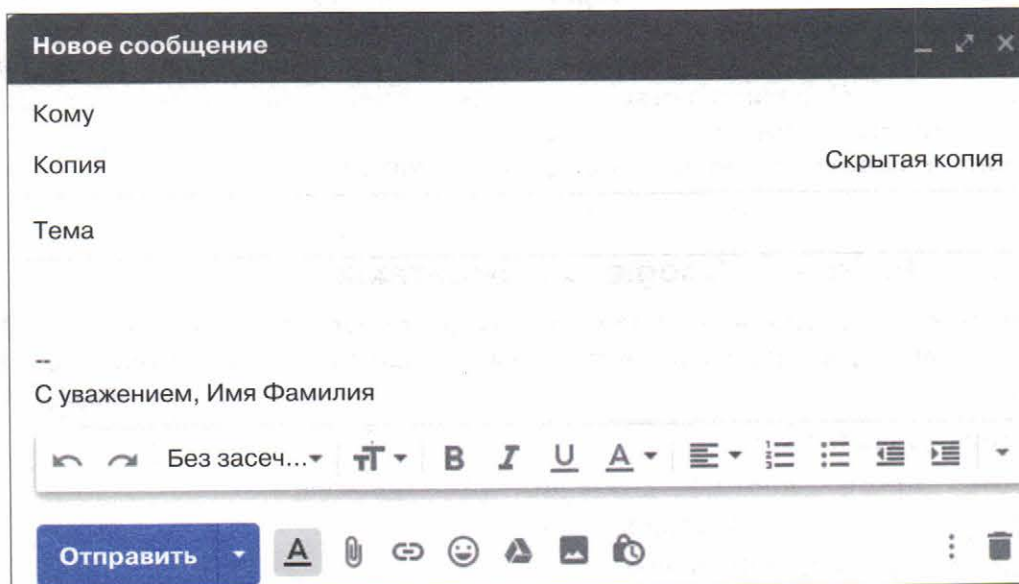 Новое сообщение
Кому
Копия Скрытая копия
Тема
--
С уважением, Имя Фамилия
Без засеч...
Отправить